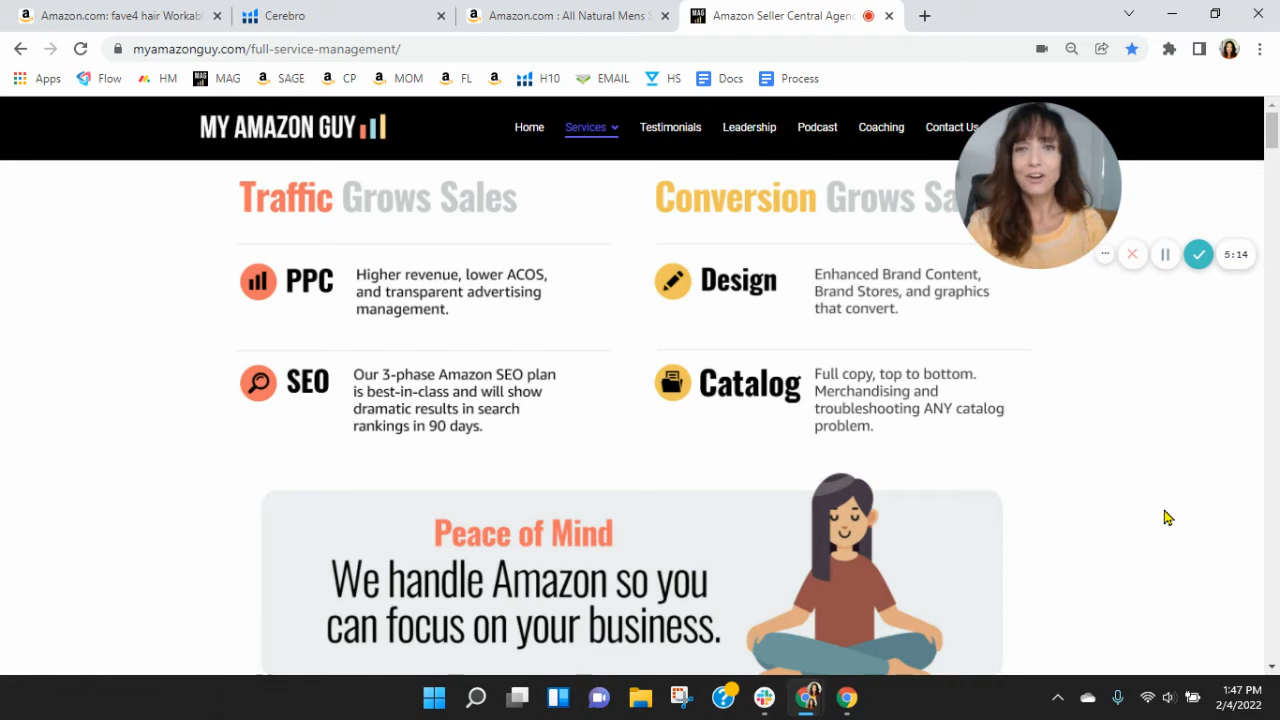 Amazon.com: fave4 hair Workabl
Cerebro
Amazon.com : All Natural Mens S
Amazon Seller Central Agenc
myamazonguy.com/full-service-management/
Apps
Flow
HM
MAG
SAGE
CP
MOM
FL
H10
EMAIL
HS
Docs
Process
MY AMAZON GUY
Home
Services
Testimonials
Leadership
Podcast
Coaching
Contact Us
Traffic Grows Sales
Conversion Grows Sa
PPC
Higher revenue, lower ACOS,
and transparent advertising
management.
Design
Enhanced Brand Content,
Brand Stores, and graphics
that convert.
5:14
SEO
Our 3-phase Amazon SEO plan
is best-in-class and will show
dramatic results in search
rankings in 90 days.
Catalog
Full copy, top to bottom.
Merchandising and
troubleshooting ANY catalog
problem.
Peace of Mind
We handle Amazon so you
can focus on your business.
1:47 PM
2/4/2022